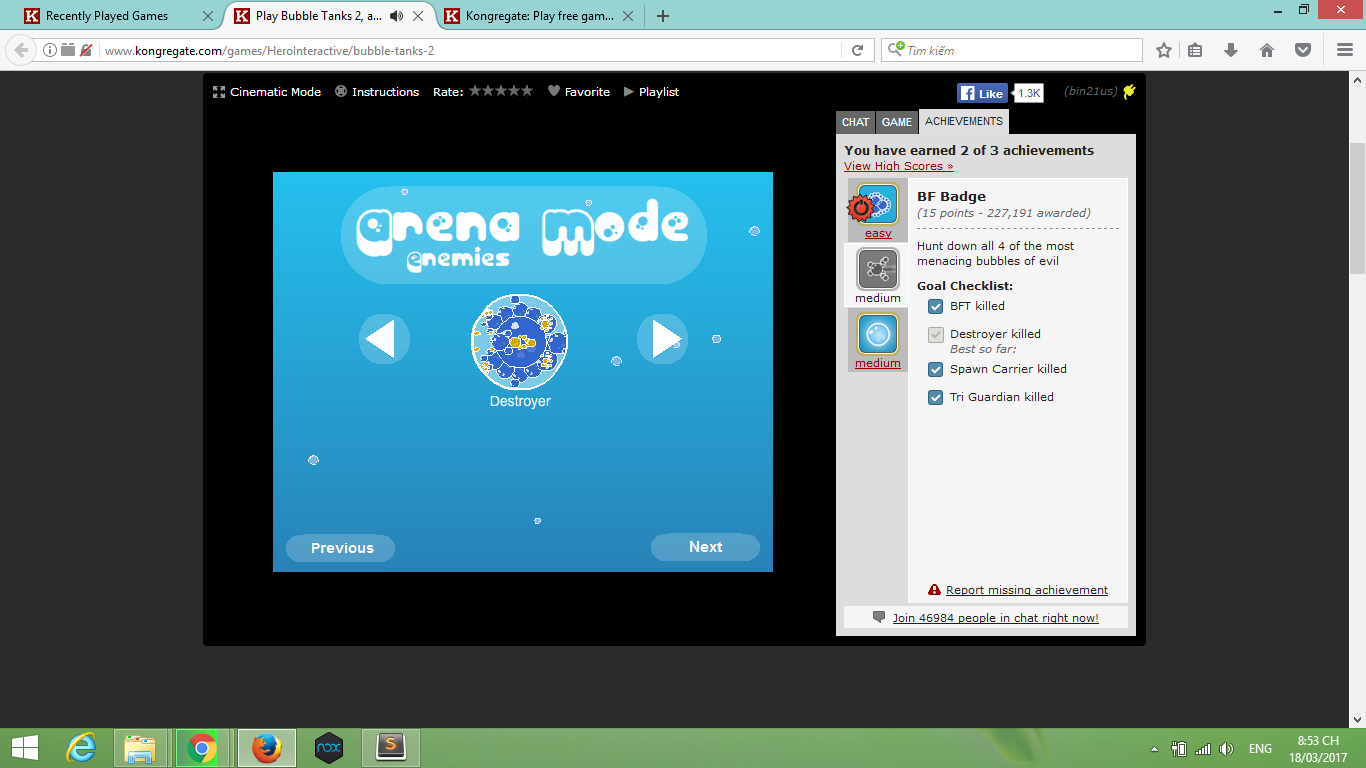 Recently Played Games
Play Bubble Tanks 2, a...
Kongregate: Play free gam...
www.kongregate.com/games/HeroInteractive/bubble-tanks-2
Tìm kiếm
Cinematic Mode
Instructions
Rate:
Favorite
Playlist
Like
1.3K
(bin21us)
CHAT
GAME
ACHIEVEMENTS
You have earned 2 of 3 achievements
View High Scores »
easy
medium
medium
BF Badge
(15 points - 227,191 awarded)
Hunt down all 4 of the most
menacing bubbles of evil
Goal Checklist:
BFT killed
Destroyer killed
Best so far:
Spawn Carrier killed
Tri Guardian killed
Report missing achievement
Join 46984 people in chat right now!
arena mode
enemies
Destroyer
Previous
Next
nox
S
ENG
8:53 CH
18/03/2017